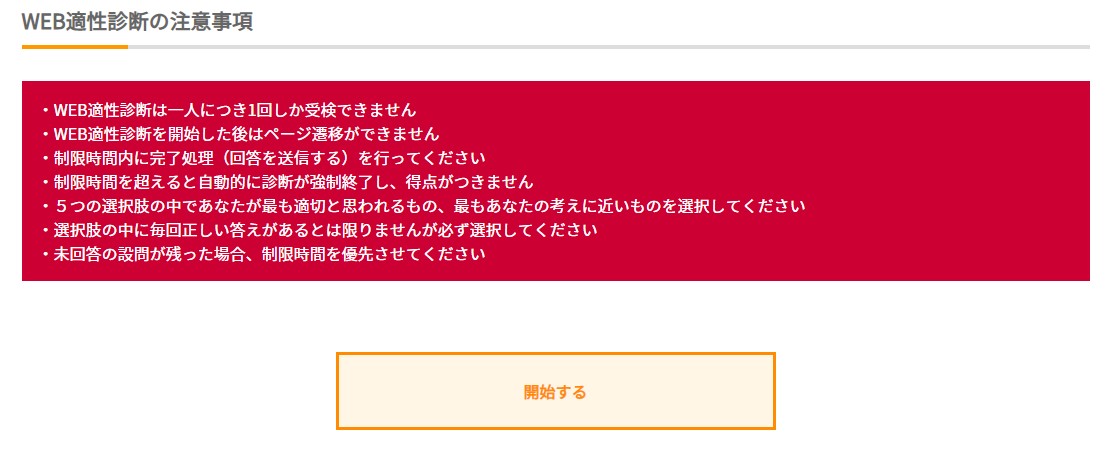 WEB適性診断の注意事項
・WEB適性診断は一人につき1回しか受検できません
・WEB適性診断を開始した後はページ遷移ができません
・制限時間内に完了処理（回答を送信する）を行ってください
・制限時間を超えると自動的に診断が強制終了し、得点がつきません
・５つの選択肢の中であなたが最も適切と思われるもの、最もあなたの考えに近いものを選択してください
・選択肢の中に毎回正しい答えがあるとは限りませんが必ず選択してください
・未回答の設問が残った場合、制限時間を優先させてください
開始する